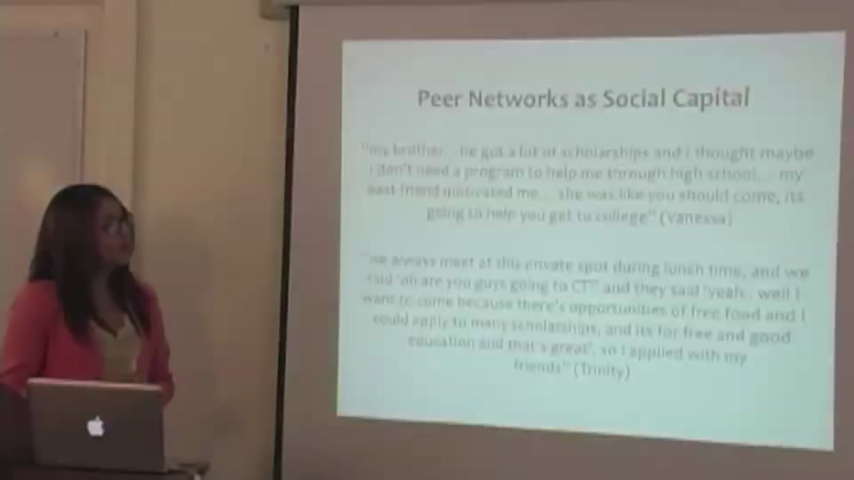 Peer Networks as Social Capital
"my brother... he got a lot of scholarships and I thought maybe
I don't need a program to help me through high school... my
best friend motivated me... she was like you should come, its
going to help you get to college" (Vanessa)
"we always meet at this private spot during lunch time, and we
said 'oh are you guys going to CT'" and they said 'yeah.. well I
want to come because there's opportunities of free food and I
could apply to many scholarships, and its for free and good
education and that's great', so I applied with my
friends" (Trinity)